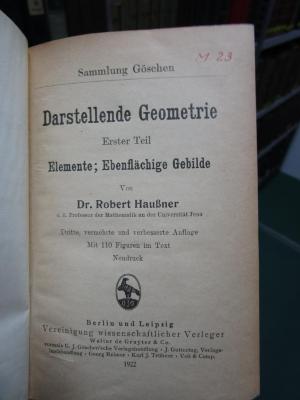 M 23
Sammlung Göschen
Darstellende Geometrie
Erster Teil
Elemente; Ebenflächige Gebilde
Von
Dr. Robert Haußner
o. ö. Professor der Mathematik an der Universität Jena
Dritte, vermehrte und verbesserte Auflage
Mit 110 Figuren im Text
Neudruck
Berlin und Leipzig
Vereinigung wissenschaftlicher Verleger
Walter de Gruyter & Co.
vormals G. J. Göschen'sche Verlagshandlung · J. Guttentag, Verlags-
buchhandlung · Georg Reimer · Karl J. Trübner · Veit & Comp.
1922